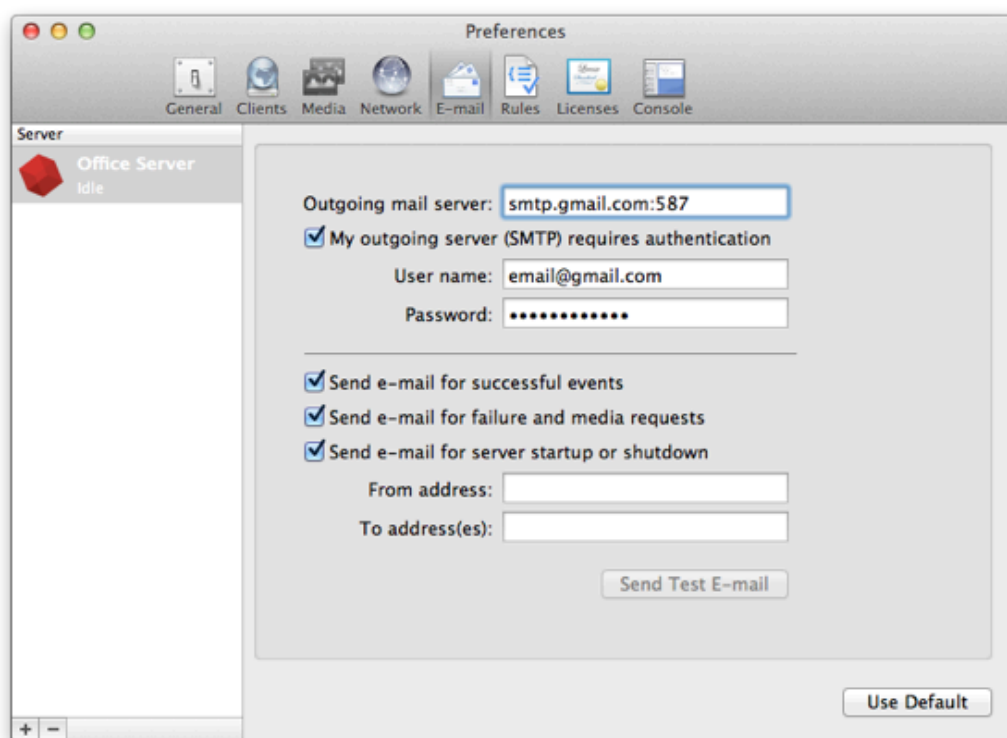 Preferences
General Clients Media Network E-mail Rules Licenses Console
Server
Office Server
Idle
Outgoing mail server: smtp.gmail.com:587
My outgoing server (SMTP) requires authentication
User name: email@gmail.com
Password: ••••••••••••
Send e-mail for successful events
Send e-mail for failure and media requests
Send e-mail for server startup or shutdown
From address:
To address(es):
Send Test E-mail
Use Default
+ −